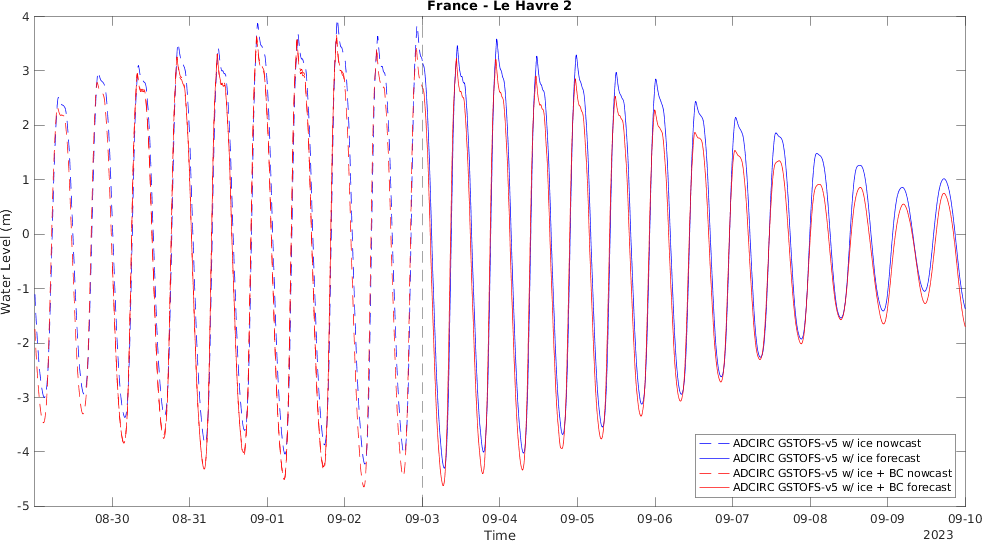 France - Le Havre 2
4
3
2
1
0
-1
-2
-3
-4
-5
Water Level (m)
ADCIRC GSTOFS-v5 w/ ice nowcast
ADCIRC GSTOFS-v5 w/ ice forecast
ADCIRC GSTOFS-v5 w/ ice + BC nowcast
ADCIRC GSTOFS-v5 w/ ice + BC forecast
08-30 08-31 09-01 09-02 09-03 09-04 09-05 09-06 09-07 09-08 09-09 09-10
Time
2023